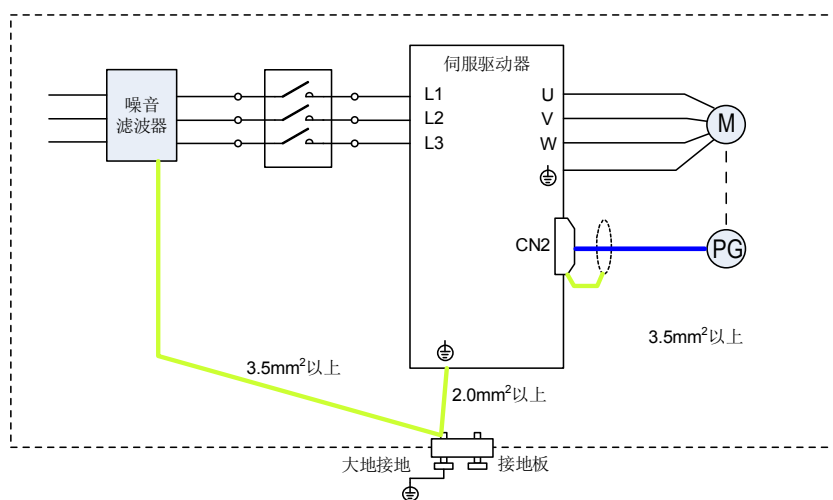 伺服驱动器
噪音
滤波器
L1
L2
L3
U
V
W
M
CN2
PG
3.5mm²以上
3.5mm²以上
2.0mm²以上
大地接地
接地板